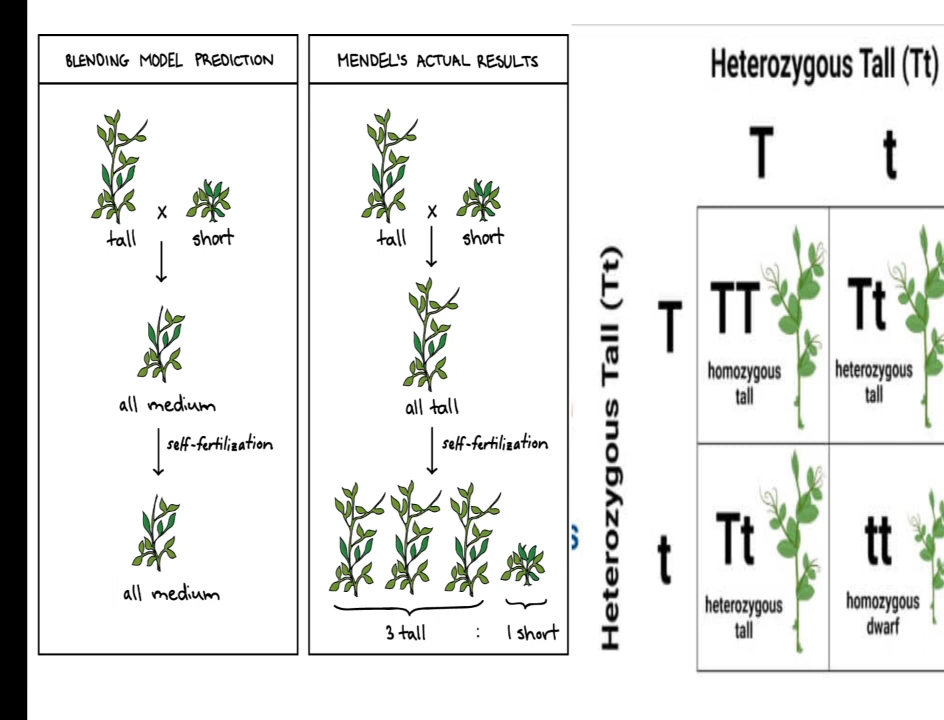 BLENDING MODEL PREDICTION
x
tall short
all medium
self-fertilization
all medium
MENDEL'S ACTUAL RESULTS
x
tall short
all tall
self-fertilization
3 tall : 1 short
Heterozygous Tall (Tt)
T t
Heterozygous Tall (Tt)
T
TT
homozygous
tall
Tt
heterozygous
tall
t
Tt
heterozygous
tall
tt
homozygous
dwarf